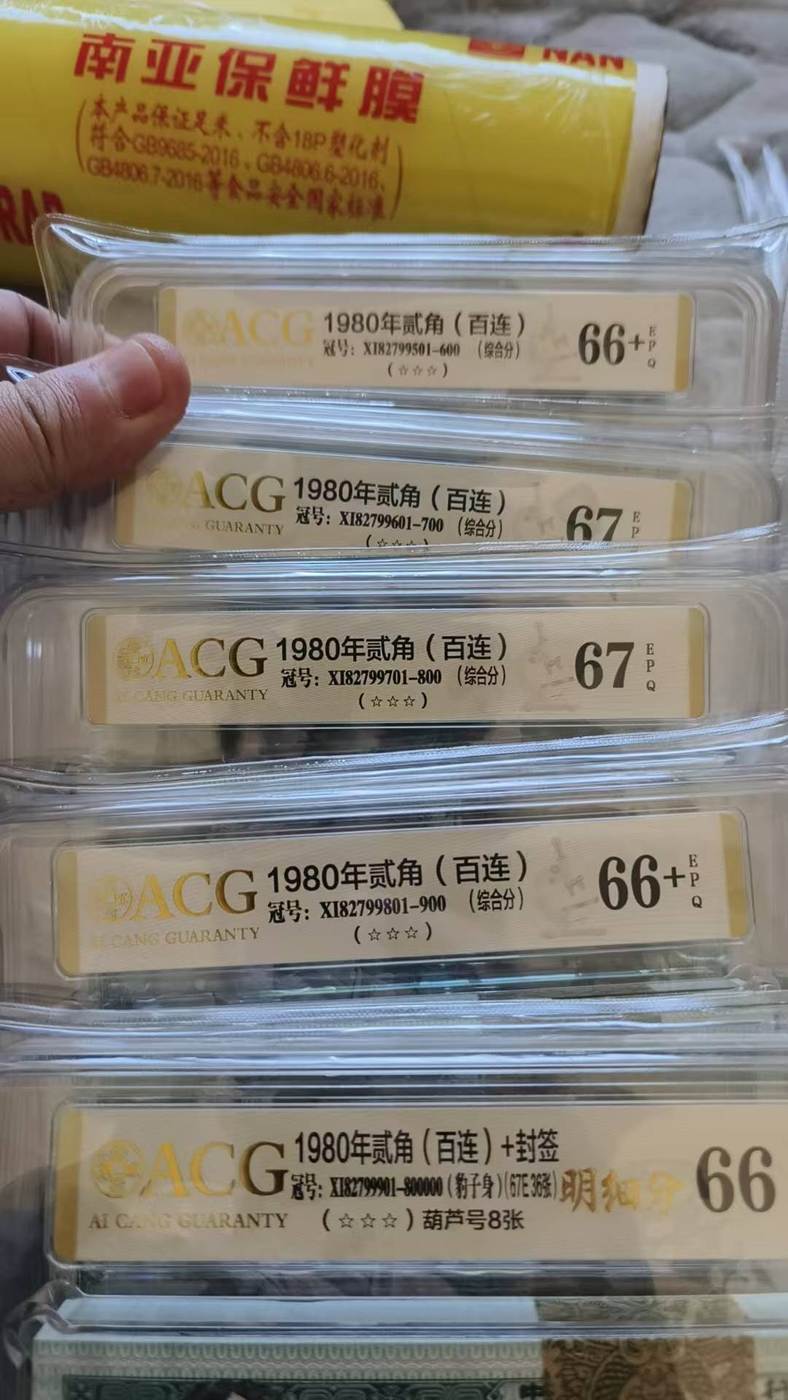 南亚保鲜膜
NAN
本产品保证足米、不含18P塑化剂
符合GB9685-2016、GB4806.6-2016、
GB4806.7-2016等食品安全国家标准
RAP
ACG
1980年贰角（百连）
冠号：XI82799501-600 （综合分）
（☆☆☆）
66+
EPQ
ACG
GUARANTY
1980年贰角（百连）
冠号：XI82799601-700 （综合分）
（☆☆☆）
67
EP
ACG
AI CANG GUARANTY
1980年贰角（百连）
冠号：XI82799701-800 （综合分）
（☆☆☆）
67
EPQ
ACG
AI CANG GUARANTY
1980年贰角（百连）
冠号：XI82799801-900 （综合分）
（☆☆☆）
66+
EPQ
ACG
AI CANG GUARANTY
1980年贰角（百连）+封签
冠号：XI82799901-800000（豹子身）（67E36张）
（☆☆☆）葫芦号8张
明细分
66